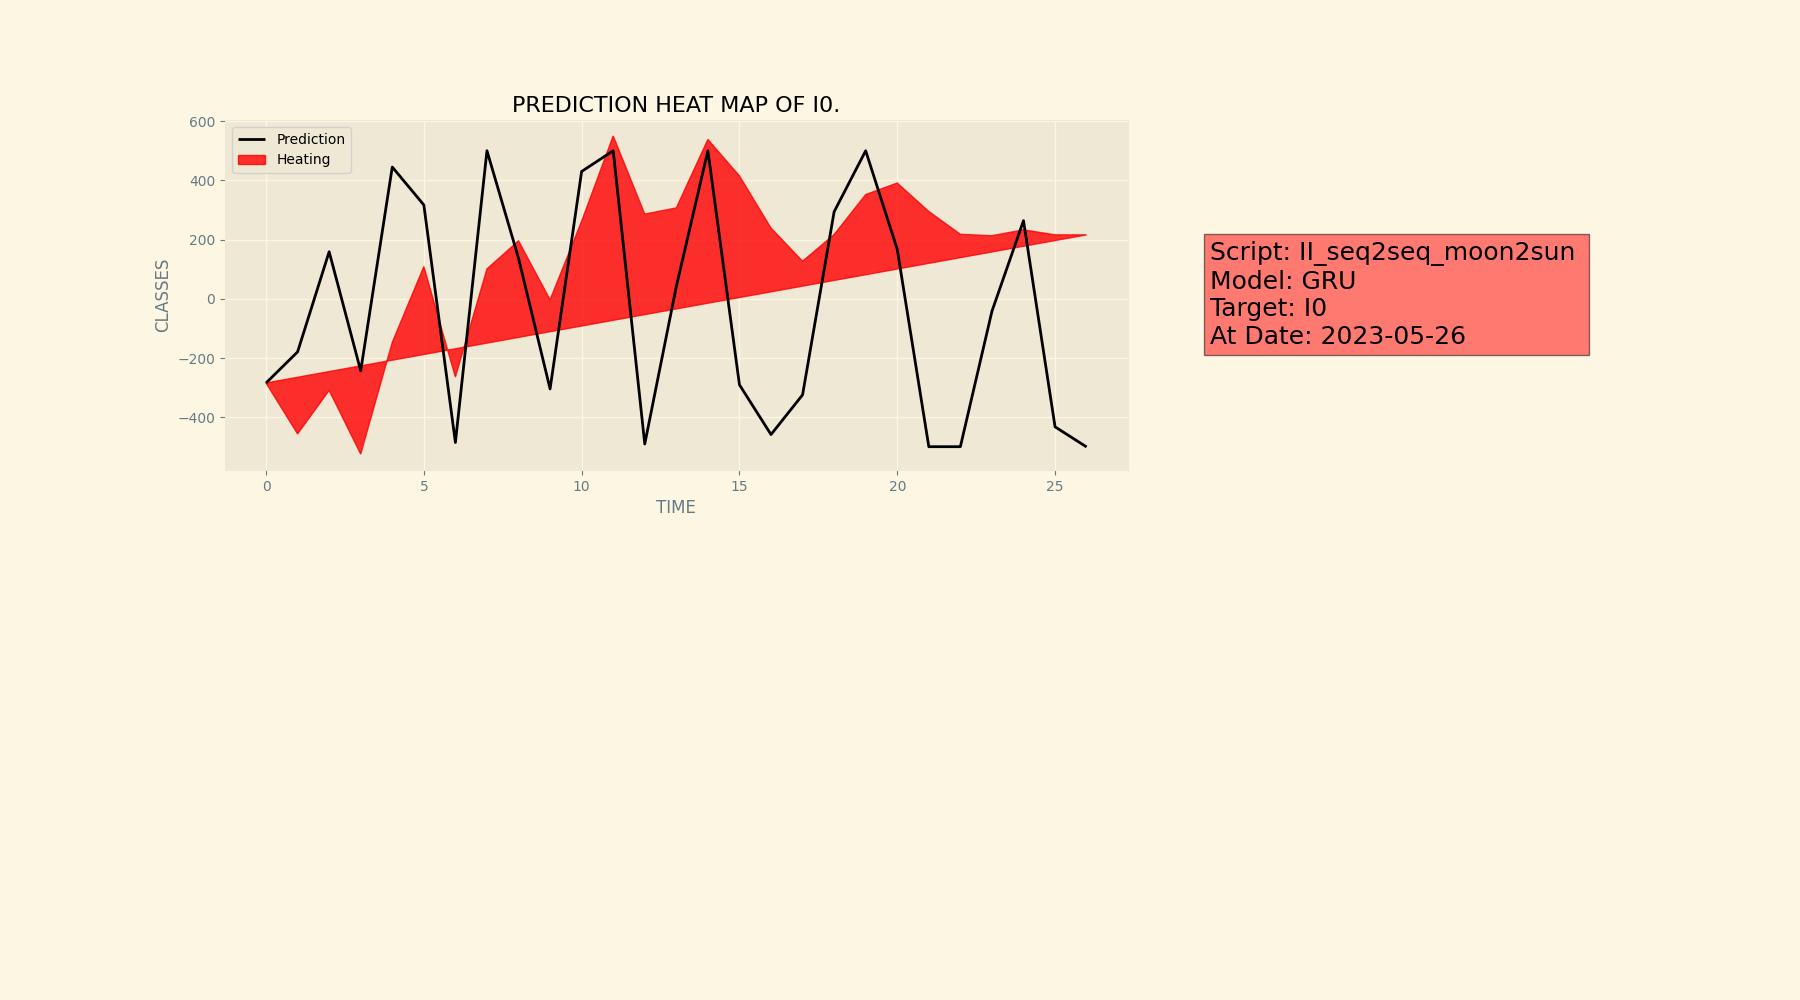 PREDICTION HEAT MAP OF I0.
Prediction
Heating
600
400
200
0
−200
−400
CLASSES
0 5 10 15 20 25
TIME
Script: II_seq2seq_moon2sun
Model: GRU
Target: I0
At Date: 2023-05-26